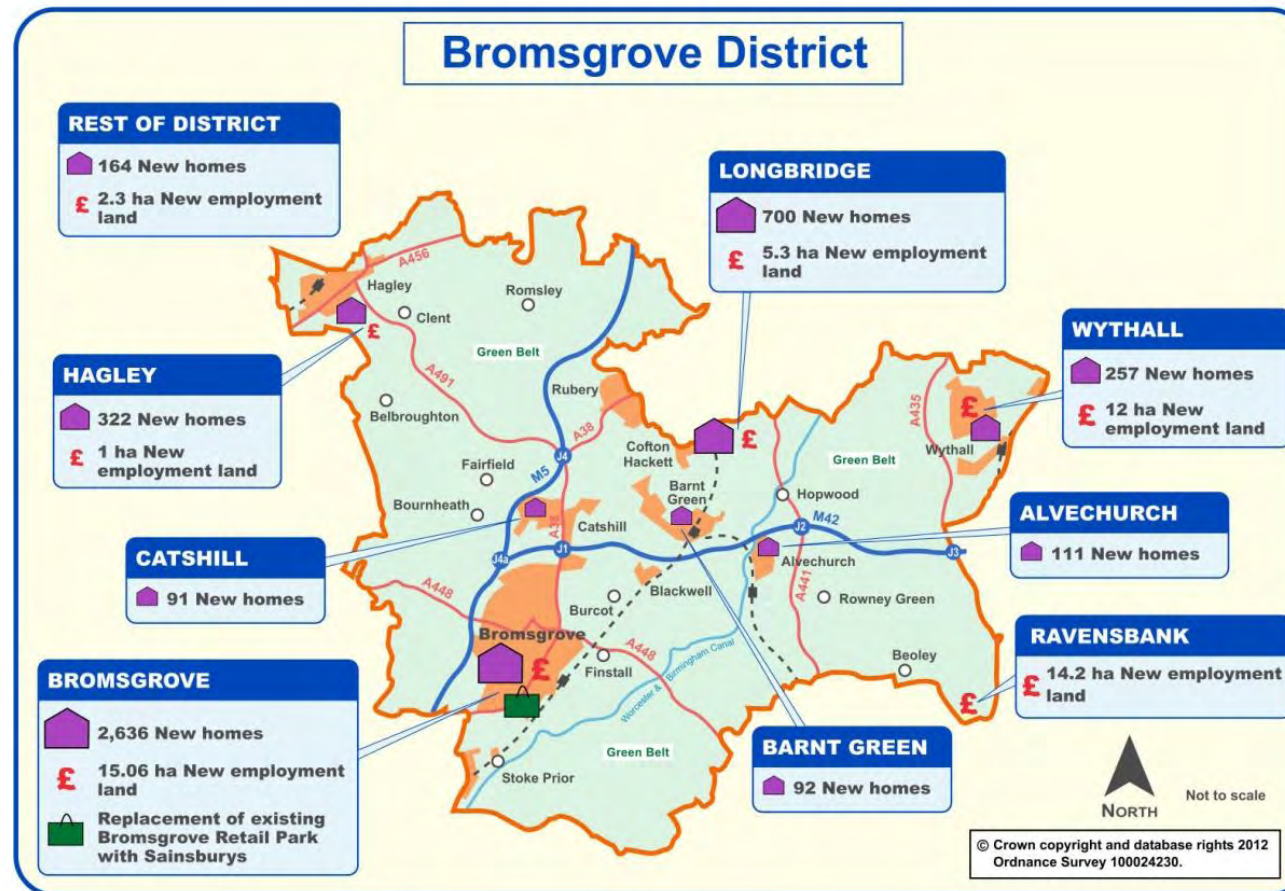 Bromsgrove District
REST OF DISTRICT
164 New homes
£ 2.3 ha New employment
land
LONGBRIDGE
700 New homes
£ 5.3 ha New employment
land
WYTHALL
257 New homes
£ 12 ha New
employment land
HAGLEY
322 New homes
£ 1 ha New
employment land
CATSHILL
91 New homes
ALVECHURCH
111 New homes
RAVENSBANK
£ 14.2 ha New employment
land
BROMSGROVE
2,636 New homes
£ 15.06 ha New employment
land
Replacement of existing
Bromsgrove Retail Park
with Sainsburys
BARNT GREEN
92 New homes
A456
Hagley
£
Clent
Romsley
Green Belt
A491
Belbroughton
Rubery
A38
J4
M5
Fairfield
Bournheath
Cofton
Hackett
£
Barnt
Green
Green Belt
A435
£
Wythall
Hopwood
M42
J2
J3
A38
Catshill
J1
J4a
Alvechurch
A441
Blackwell
Burcot
Rowney Green
A448
Bromsgrove
£
A448
Finstall
Beoley
£
Worcester & Birmingham Canal
Green Belt
Stoke Prior
NORTH
Not to scale
© Crown copyright and database rights 2012
Ordnance Survey 100024230.